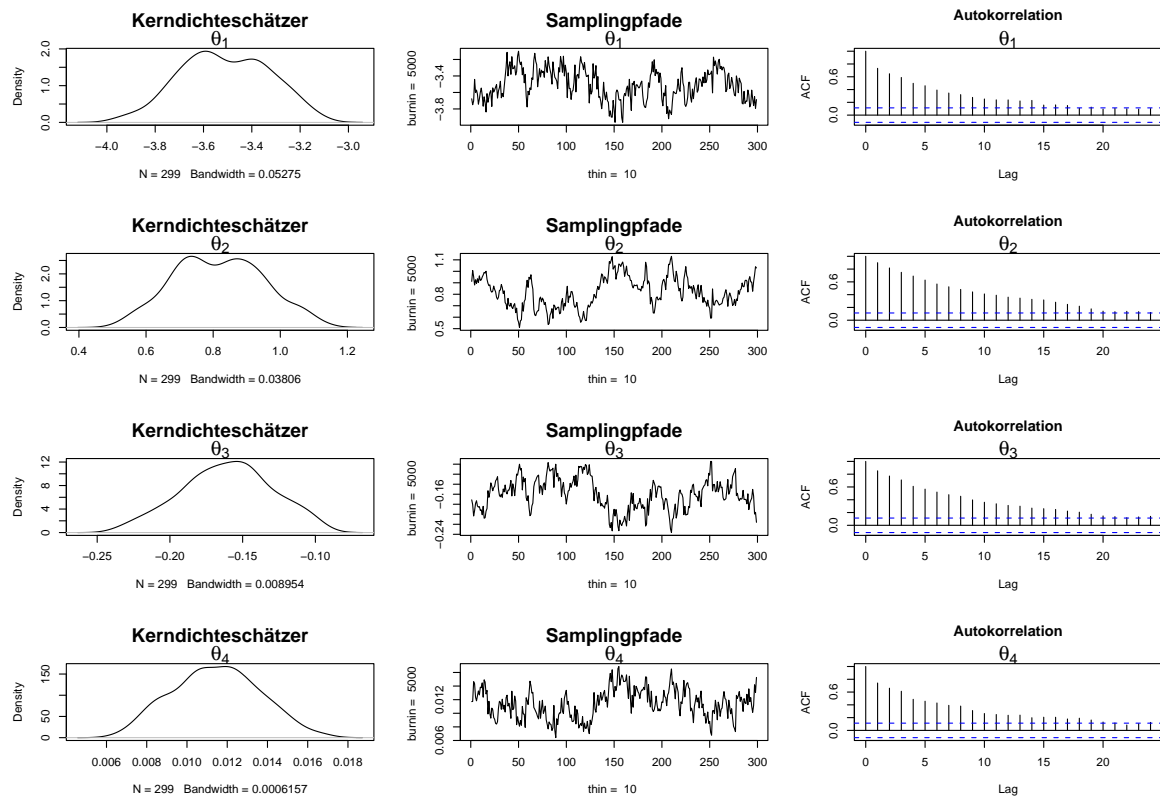 Kerndichteschätzer
θ1
Density
0.0 1.0 2.0
−4.0 −3.8 −3.6 −3.4 −3.2 −3.0
N = 299 Bandwidth = 0.05275
Samplingpfade
θ1
burnin = 5000
−3.8 −3.4
0 50 100 150 200 250 300
thin = 10
Autokorrelation
θ1
ACF
0.0 0.6
0 5 10 15 20
Lag
Kerndichteschätzer
θ2
Density
0.0 1.0 2.0
0.4 0.6 0.8 1.0 1.2
N = 299 Bandwidth = 0.03806
Samplingpfade
θ2
burnin = 5000
0.5 0.8 1.1
0 50 100 150 200 250 300
thin = 10
Autokorrelation
θ2
ACF
0.0 0.6
0 5 10 15 20
Lag
Kerndichteschätzer
θ3
Density
0 4 8 12
−0.25 −0.20 −0.15 −0.10
N = 299 Bandwidth = 0.008954
Samplingpfade
θ3
burnin = 5000
−0.24 −0.16
0 50 100 150 200 250 300
thin = 10
Autokorrelation
θ3
ACF
0.0 0.6
0 5 10 15 20
Lag
Kerndichteschätzer
θ4
Density
0 50 150
0.006 0.008 0.010 0.012 0.014 0.016 0.018
N = 299 Bandwidth = 0.0006157
Samplingpfade
θ4
burnin = 5000
0.006 0.012
0 50 100 150 200 250 300
thin = 10
Autokorrelation
θ4
ACF
0.0 0.6
0 5 10 15 20
Lag